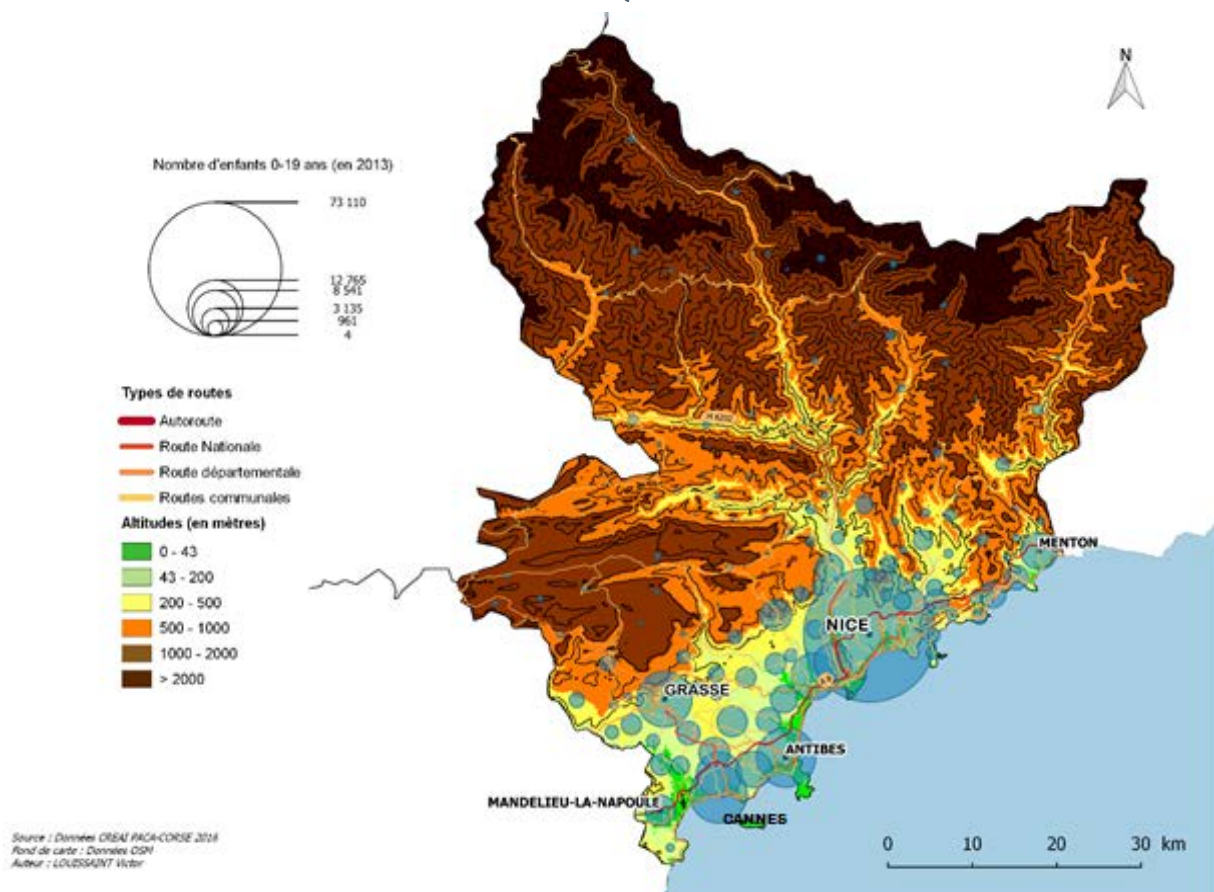 Nombre d'enfants 0-19 ans (en 2013)
73 110
12 765
8 541
3 135
961
4
Types de routes
Autoroute
Route Nationale
Route départementale
Routes communales
Altitudes (en mètres)
0 - 43
43 - 200
200 - 500
500 - 1000
1000 - 2000
> 2000
N
M 6202
MENTON
NICE
GRASSE
A 8
ANTIBES
MANDELIEU-LA-NAPOULE
CANNES
Source : Données CREAI PACA-CORSE 2016
Fond de carte : Données OSM
Auteur : LOUISSAINT Victor
0 10 20 30 km